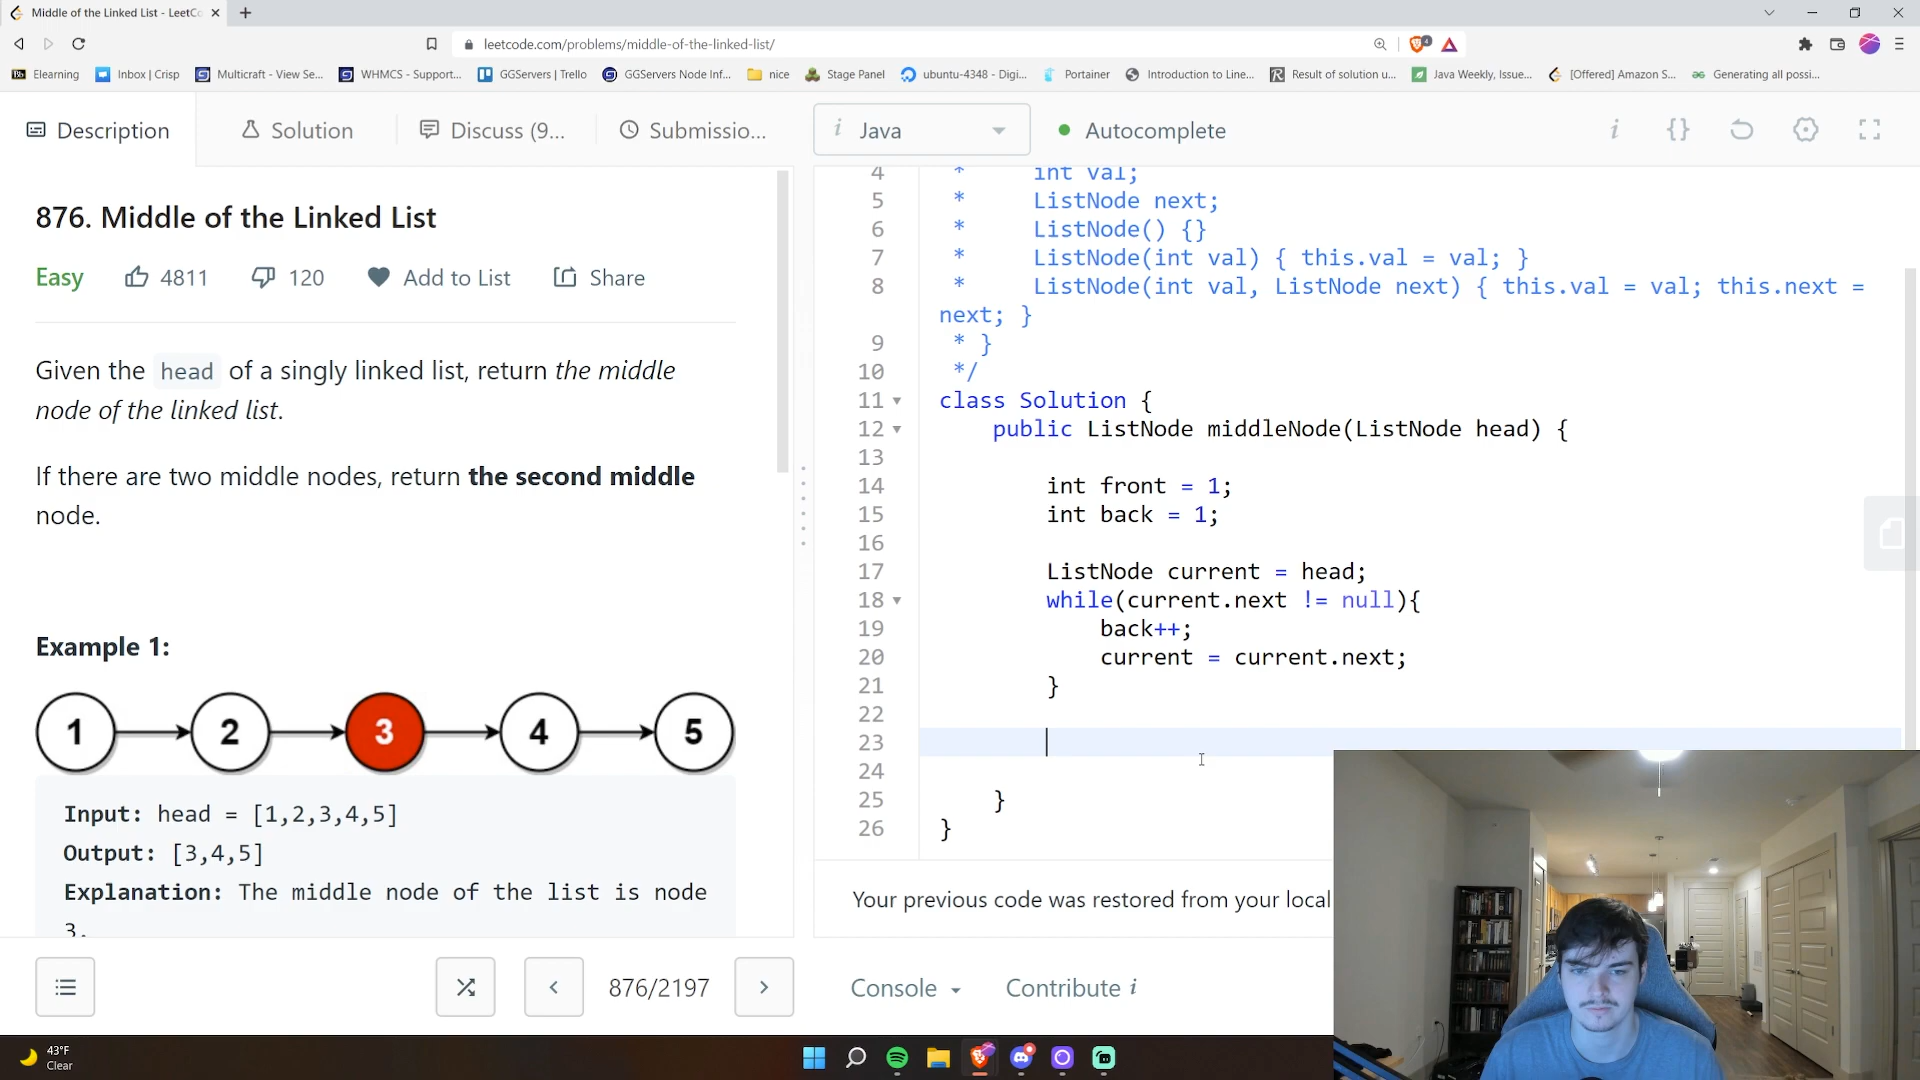 Middle of the Linked List - LeetCo
leetcode.com/problems/middle-of-the-linked-list/
Elearning
Inbox | Crisp
Multicraft - View Se...
WHMCS - Support...
GGServers | Trello
GGServers Node Inf...
nice
Stage Panel
ubuntu-4348 - Digi...
Portainer
Introduction to Line...
Result of solution u...
Java Weekly, Issue...
[Offered] Amazon S...
Generating all possi...
Description
Solution
Discuss (9...
Submissio...
i Java
Autocomplete
876. Middle of the Linked List
Easy
4811
120
Add to List
Share
Given the head of a singly linked list, return the middle
node of the linked list.
If there are two middle nodes, return the second middle
node.
Example 1:
1 2 3 4 5
Input: head = [1,2,3,4,5]
Output: [3,4,5]
Explanation: The middle node of the list is node
3.
876/2197
4 * int val;
5 * ListNode next;
6 * ListNode() {}
7 * ListNode(int val) { this.val = val; }
8 * ListNode(int val, ListNode next) { this.val = val; this.next =
next; }
9 * }
10 */
11 class Solution {
12 public ListNode middleNode(ListNode head) {
13
14 int front = 1;
15 int back = 1;
16
17 ListNode current = head;
18 while(current.next != null){
19 back++;
20 current = current.next;
21 }
22
23
24
25 }
26 }
Your previous code was restored from your local
Console
Contribute i
43°F
Clear